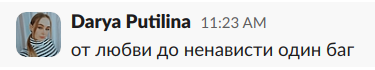 Darya Putilina 11:23 AM
от любви до ненависти один баг